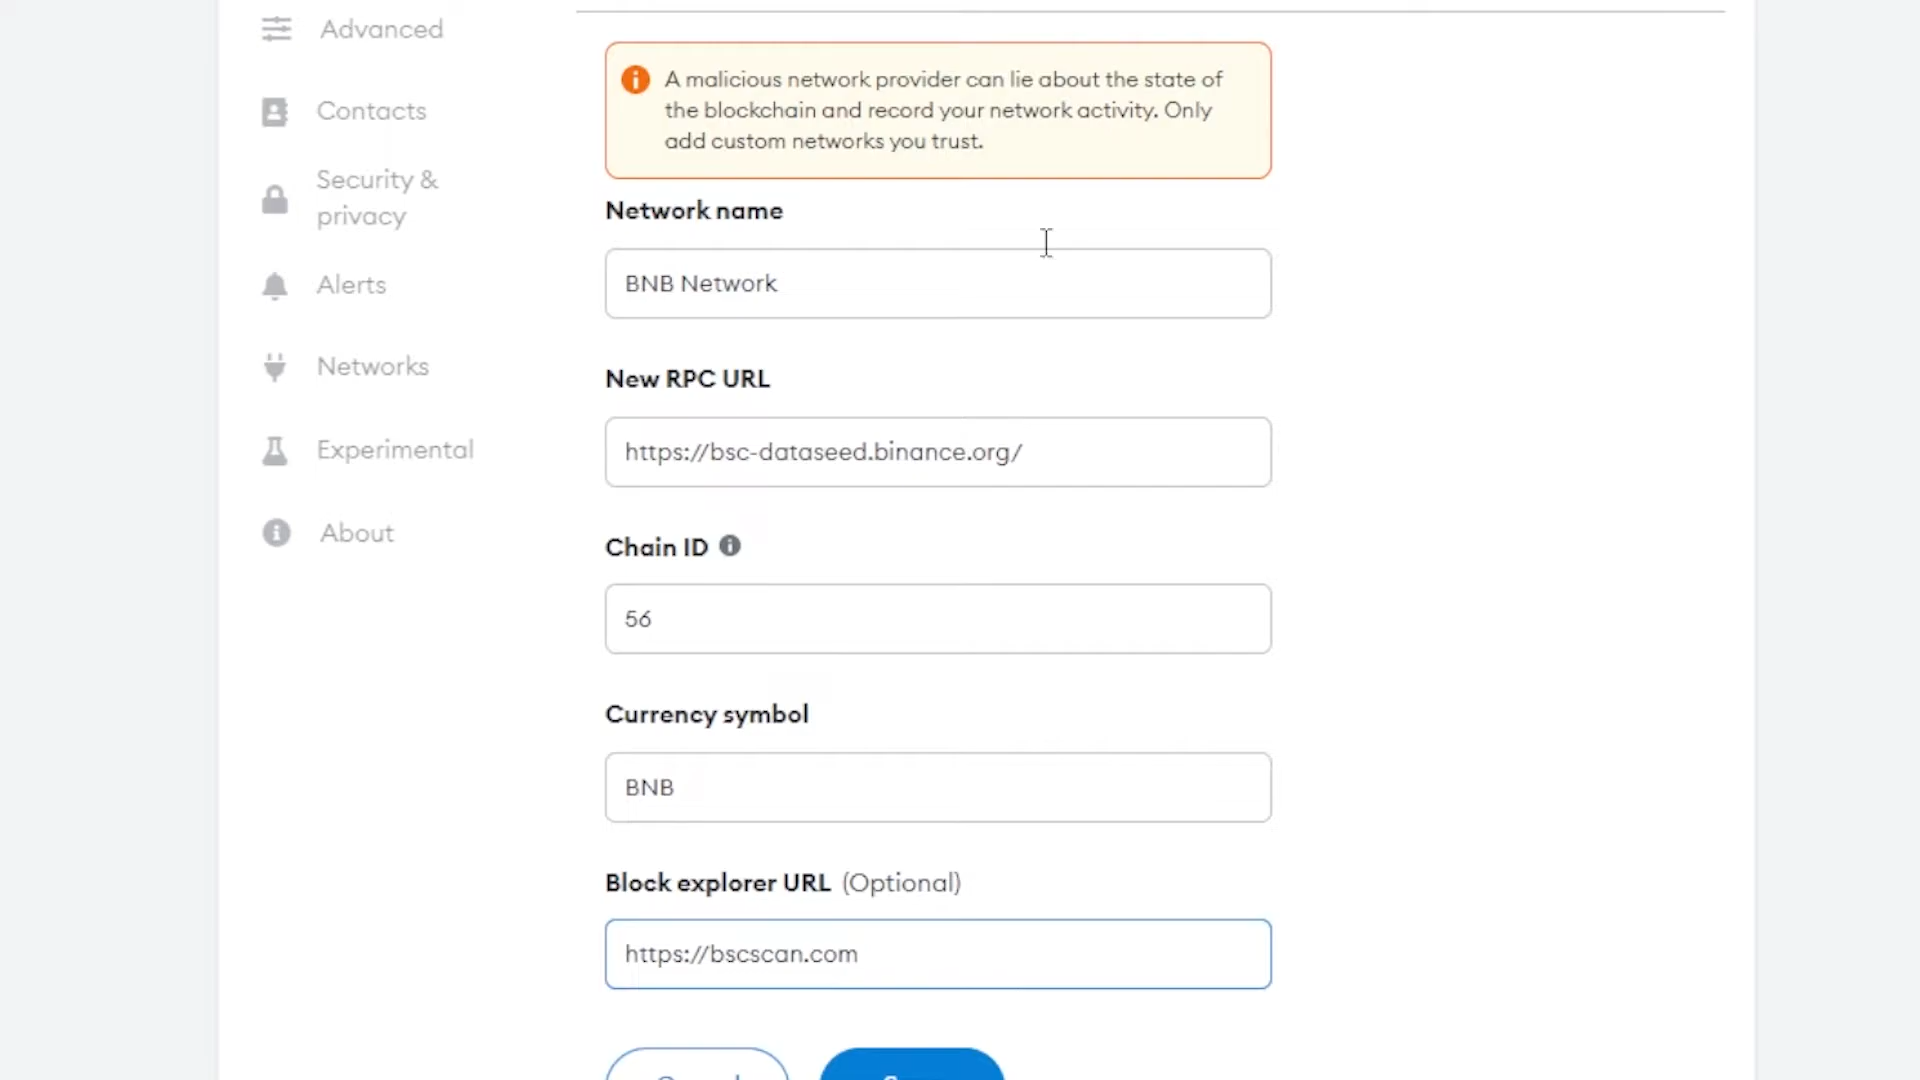 Advanced
Contacts
Security &
privacy
Alerts
Networks
Experimental
About
A malicious network provider can lie about the state of
the blockchain and record your network activity. Only
add custom networks you trust.
Network name
BNB Network
New RPC URL
https://bsc-dataseed.binance.org/
Chain ID
56
Currency symbol
BNB
Block explorer URL (Optional)
https://bscscan.com